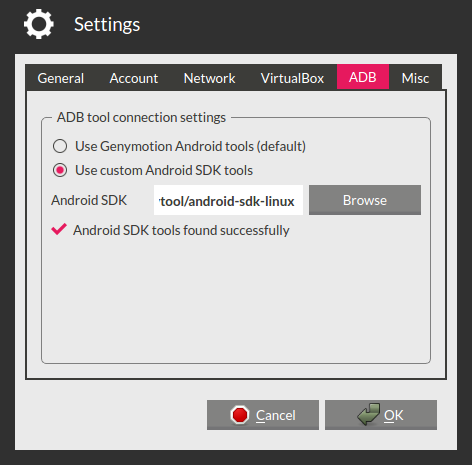 Settings
General Account Network VirtualBox ADB Misc
ADB tool connection settings
Use Genymotion Android tools (default)
Use custom Android SDK tools
Android SDK tool/android-sdk-linux Browse
Android SDK tools found successfully
Cancel OK